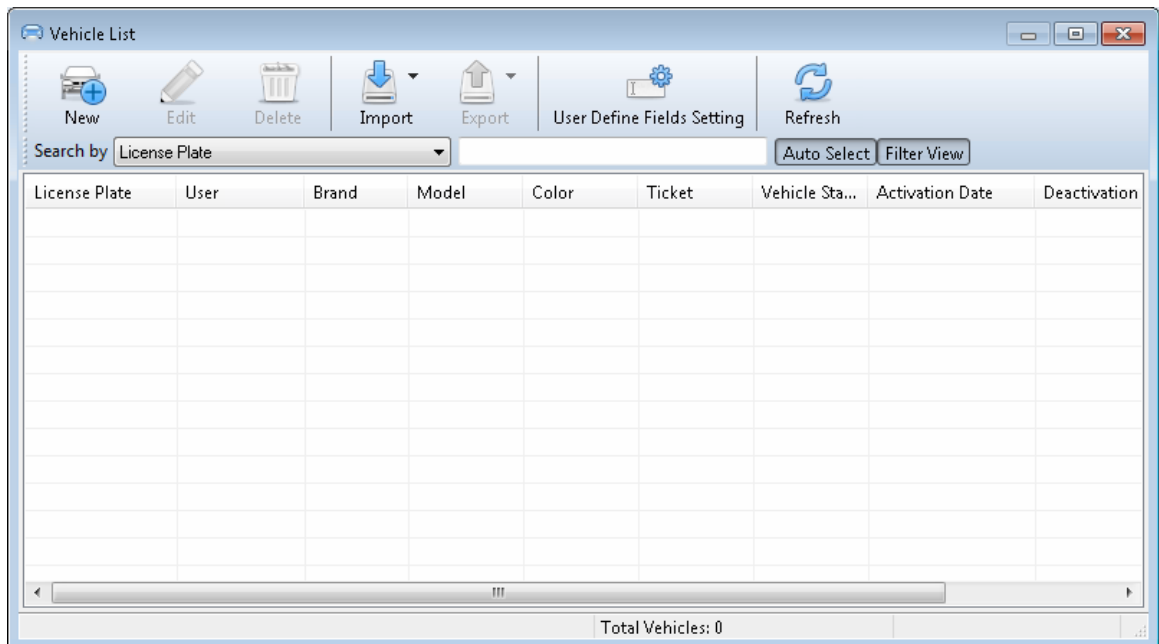 Vehicle List
New Edit Delete Import Export User Define Fields Setting Refresh
Search by License Plate Auto Select Filter View
License Plate User Brand Model Color Ticket Vehicle Sta... Activation Date Deactivation
Total Vehicles: 0